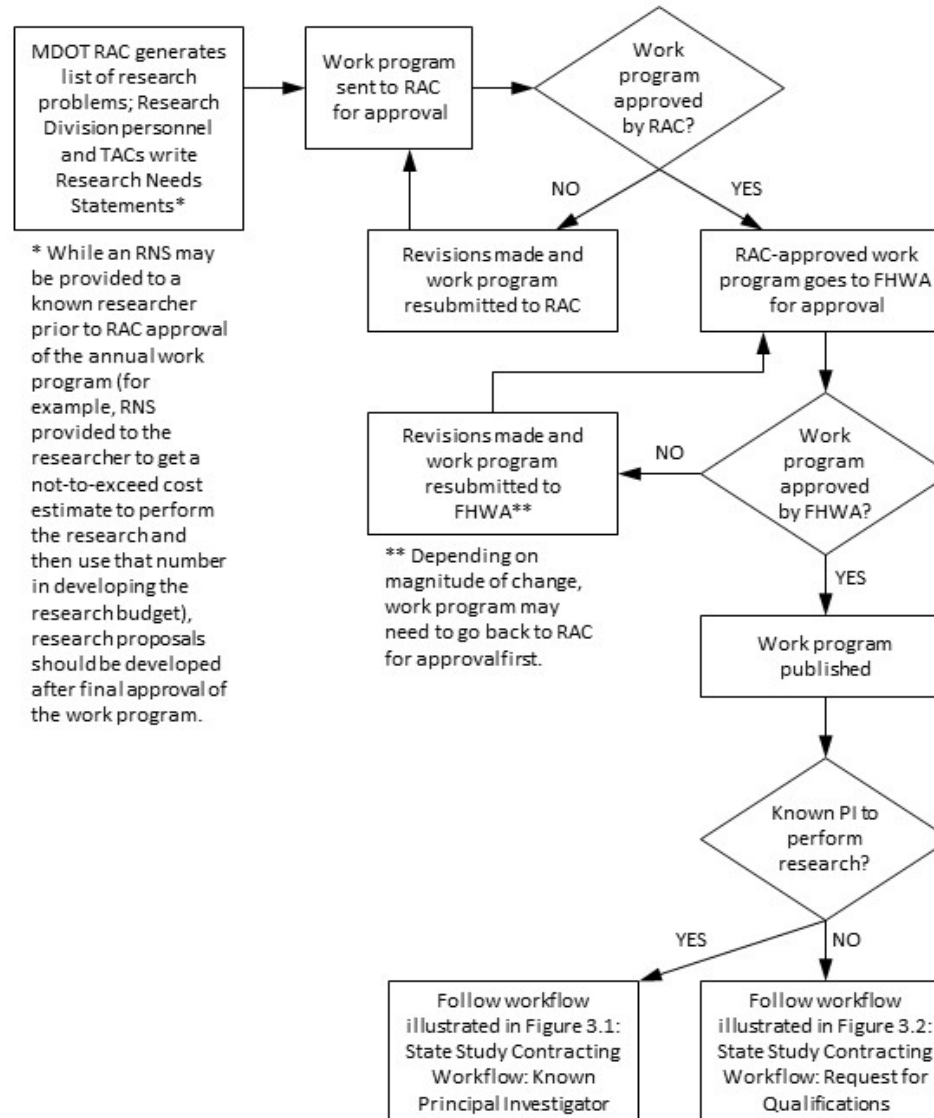 MDOT RAC generates
list of research
problems; Research
Division personnel
and TACs write
Research Needs
Statements*
Work program
sent to RAC
for approval
Work
program
approved
by RAC?
NO
YES
Revisions made and
work program
resubmitted to RAC
RAC-approved work
program goes to FHWA
for approval
* While an RNS may
be provided to a
known researcher
prior to RAC approval
of the annual work
program (for
example, RNS
provided to the
researcher to get a
not-to-exceed cost
estimate to perform
the research and
then use that number
in developing the
research budget),
research proposals
should be developed
after final approval of
the work program.
Revisions made and
work program
resubmitted to
FHWA**
NO
Work
program
approved
by FHWA?
** Depending on
magnitude of change,
work program may
need to go back to RAC
for approval first.
YES
Work program
published
Known PI to
perform
research?
YES
NO
Follow workflow
illustrated in Figure 3.1:
State Study Contracting
Workflow: Known
Principal Investigator
Follow workflow
illustrated in Figure 3.2:
State Study Contracting
Workflow: Request for
Qualifications